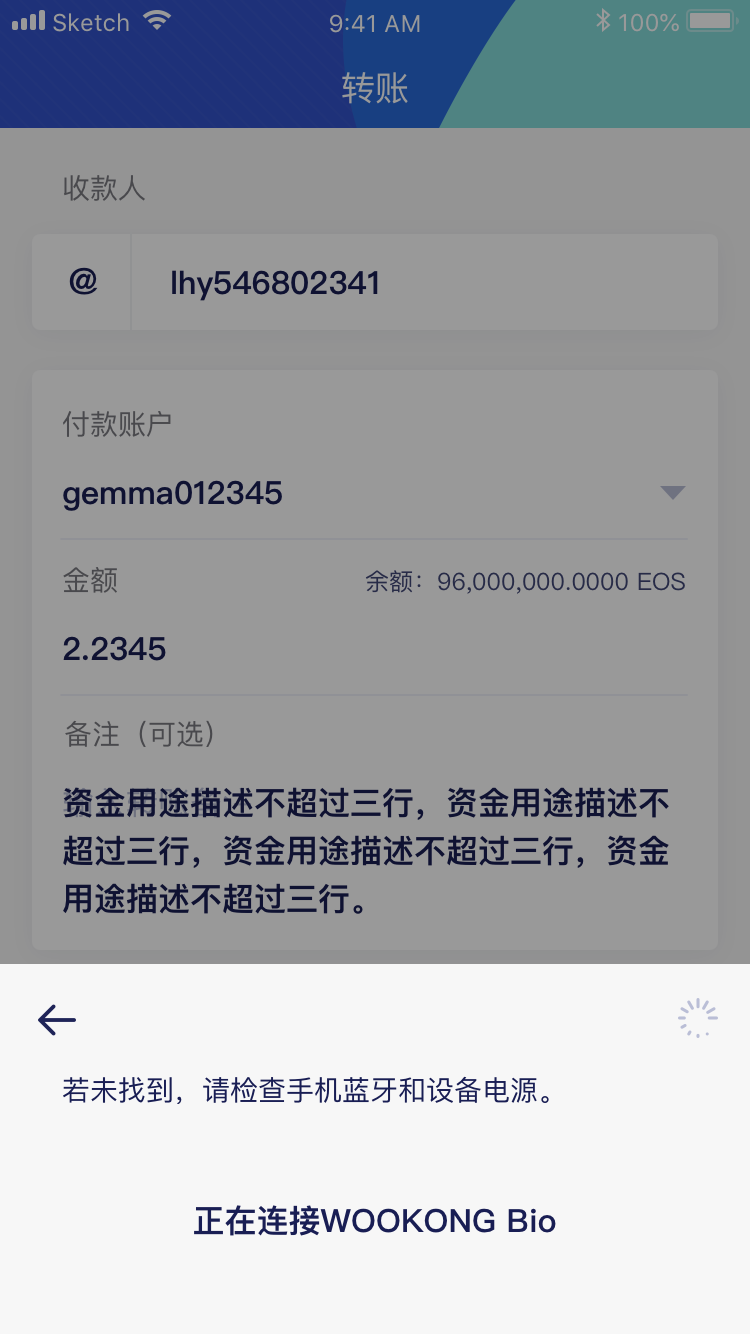 Sketch 9:41 AM 100%
转账
收款人
@ lhy546802341
付款账户
gemma012345
金额 余额：96,000,000.0000 EOS
2.2345
备注（可选）
资金用途描述不超过三行，资金用途描述不
超过三行，资金用途描述不超过三行，资金
用途描述不超过三行。
若未找到，请检查手机蓝牙和设备电源。
正在连接WOOKONG Bio